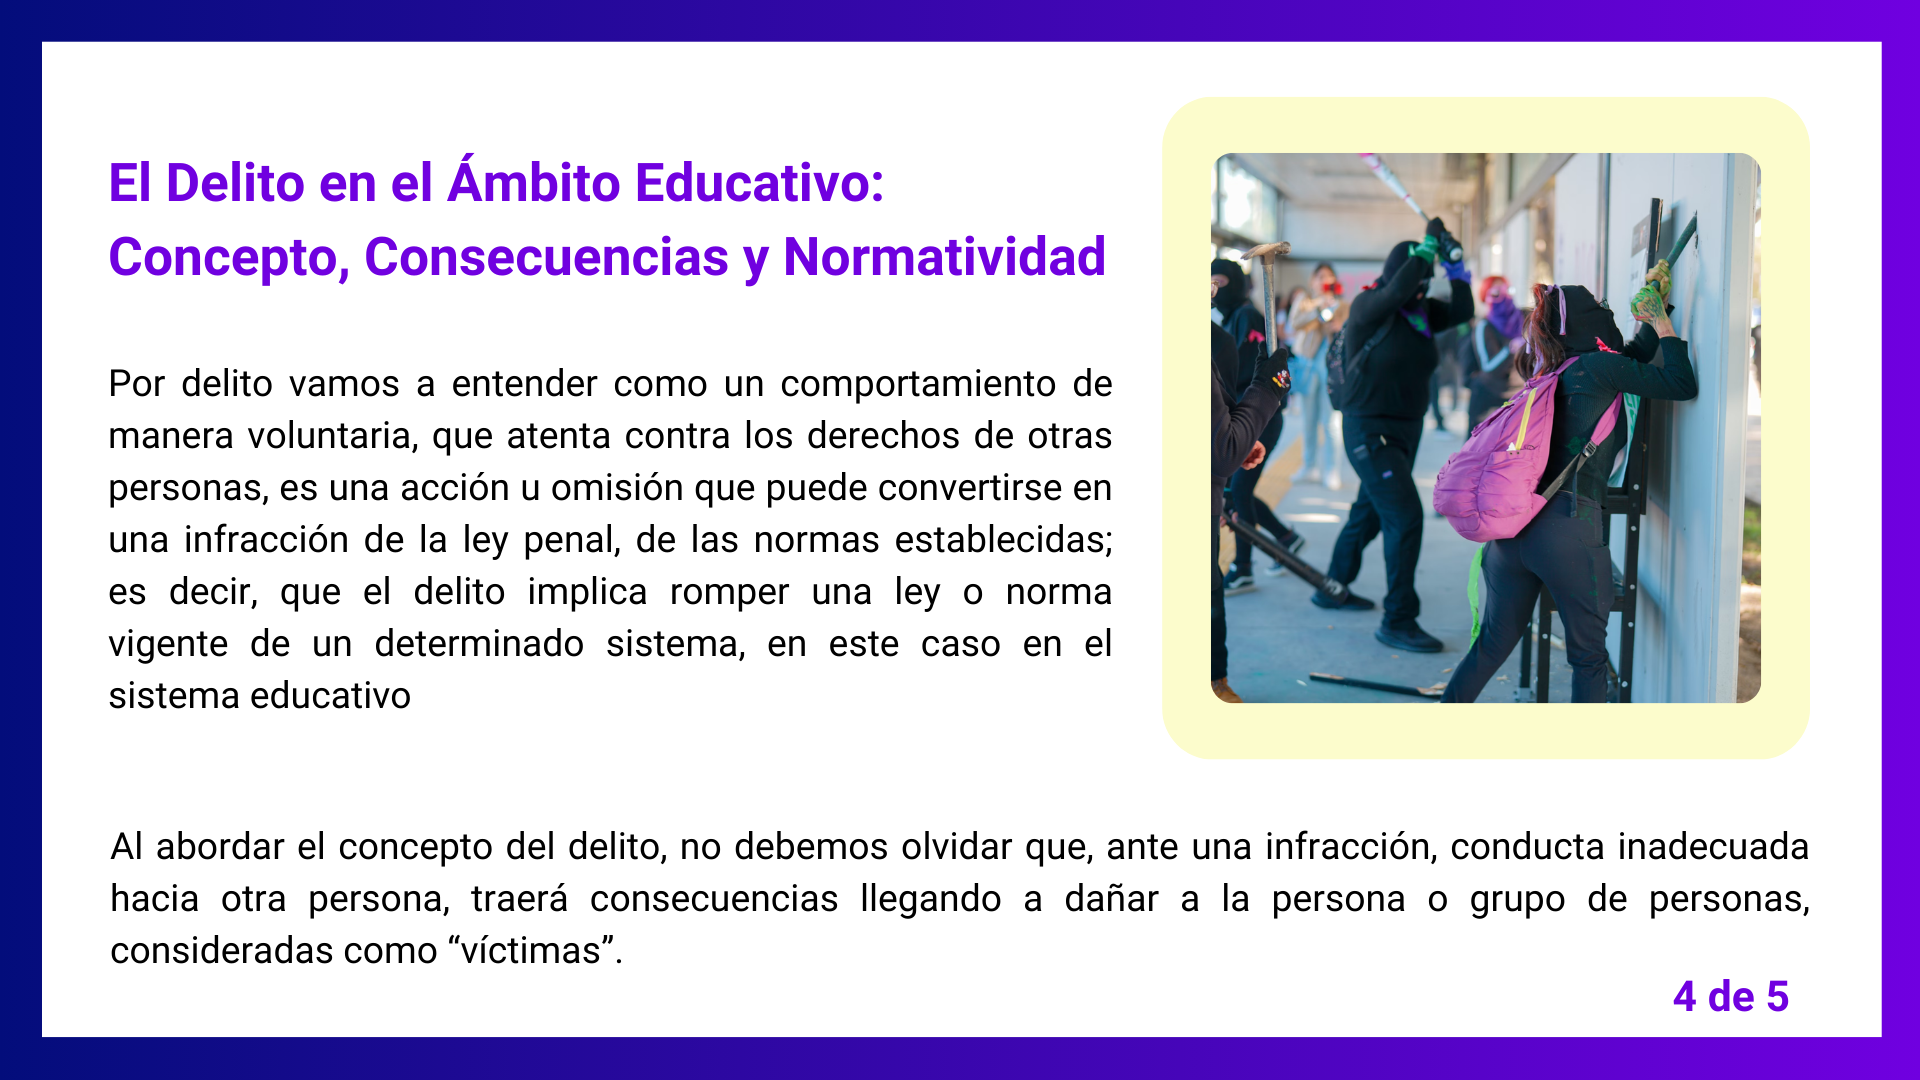 El Delito en el Ámbito Educativo:
Concepto, Consecuencias y Normatividad
Por delito vamos a entender como un comportamiento de
manera voluntaria, que atenta contra los derechos de otras
personas, es una acción u omisión que puede convertirse en
una infracción de la ley penal, de las normas establecidas;
es decir, que el delito implica romper una ley o norma
vigente de un determinado sistema, en este caso en el
sistema educativo
Al abordar el concepto del delito, no debemos olvidar que, ante una infracción, conducta inadecuada
hacia otra persona, traerá consecuencias llegando a dañar a la persona o grupo de personas,
consideradas como “víctimas”.
4 de 5